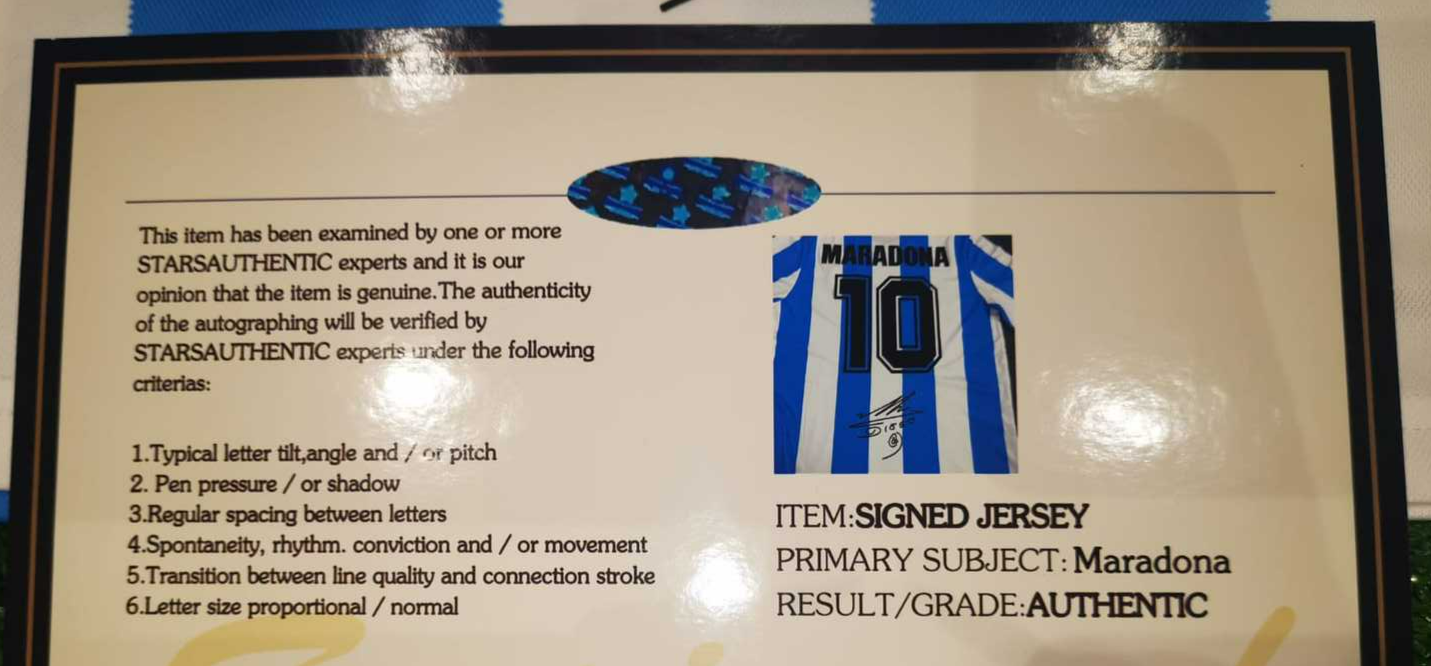 This item has been examined by one or more
STARSAUTHENTIC experts and it is our
opinion that the item is genuine.The authenticity
of the autographing will be verified by
STARSAUTHENTIC experts under the following
criterias:
1.Typical letter tilt,angle and / or pitch
2. Pen pressure / or shadow
3.Regular spacing between letters
4.Spontaneity, rhythm. conviction and / or movement
5.Transition between line quality and connection stroke
6.Letter size proportional / normal
MARADONA
10
ITEM:SIGNED JERSEY
PRIMARY SUBJECT: Maradona
RESULT/GRADE:AUTHENTIC